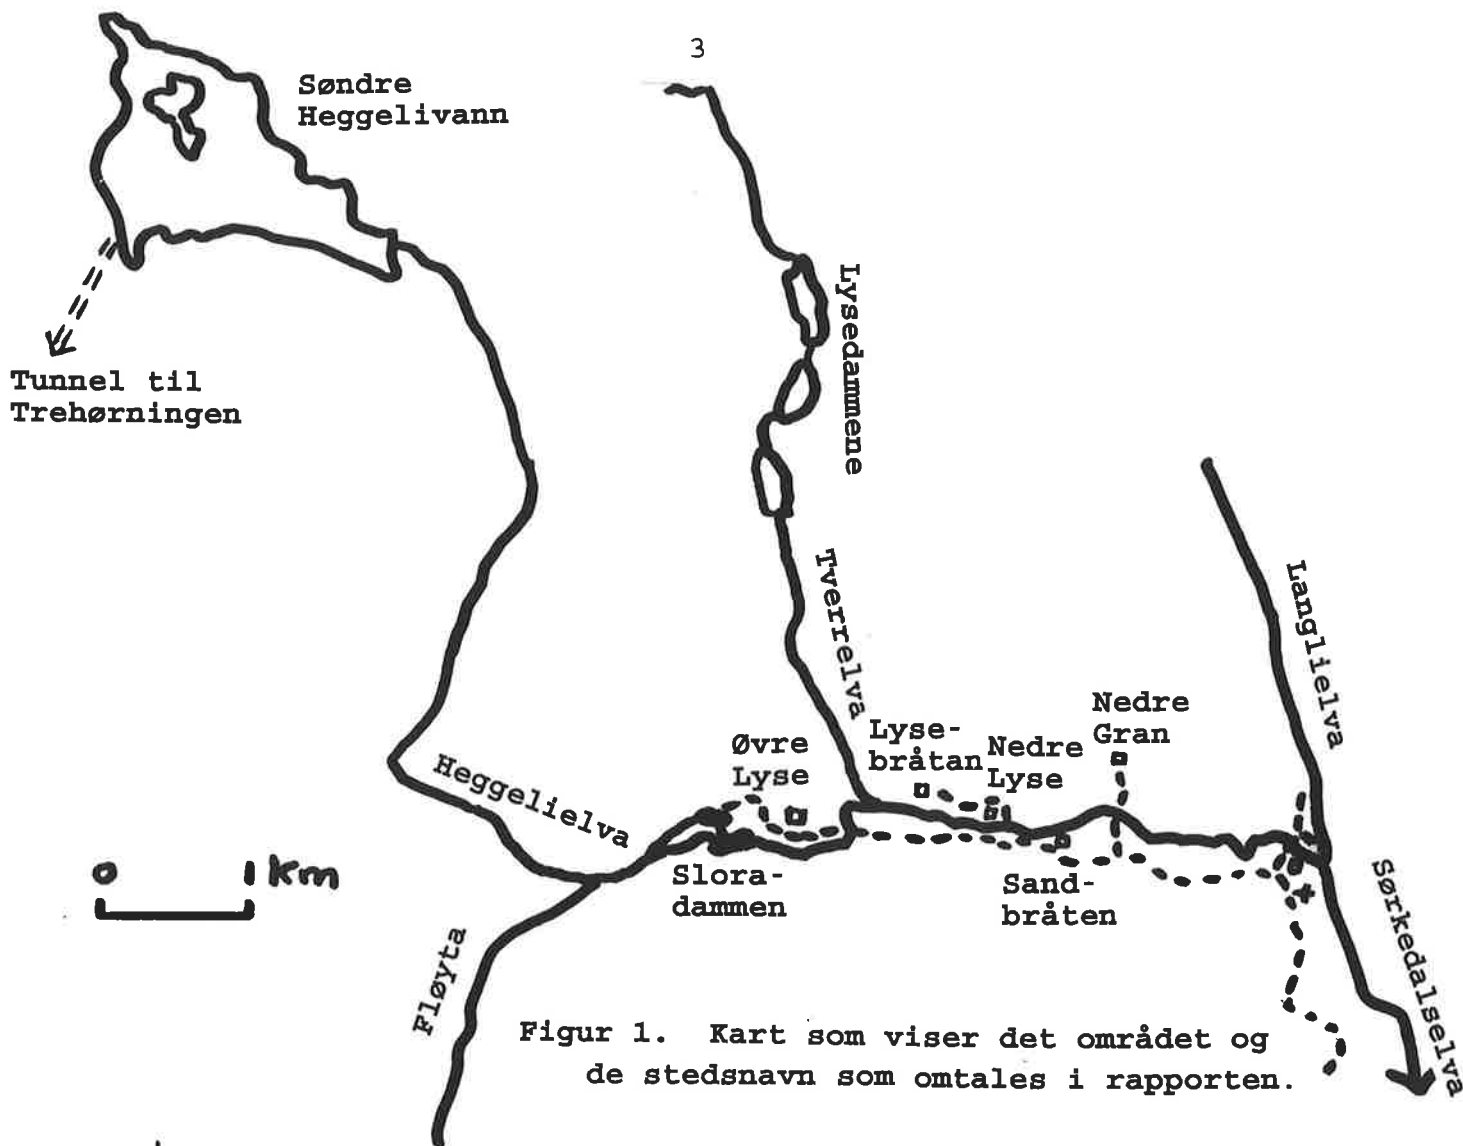 3
Søndre
Heggelivann
Tunnel til
Trehørningen
Lysedammene
Tverrelva
Langlielva
Nedre
Gran
Lyse-
bråtan
Nedre
Lyse
Øvre
Lyse
Heggelielva
Slora-
dammen
Sand-
bråten
0 1 Km
Fløyta
Sørkedalselva
Figur 1. Kart som viser det området og
de stedsnavn som omtales i rapporten.